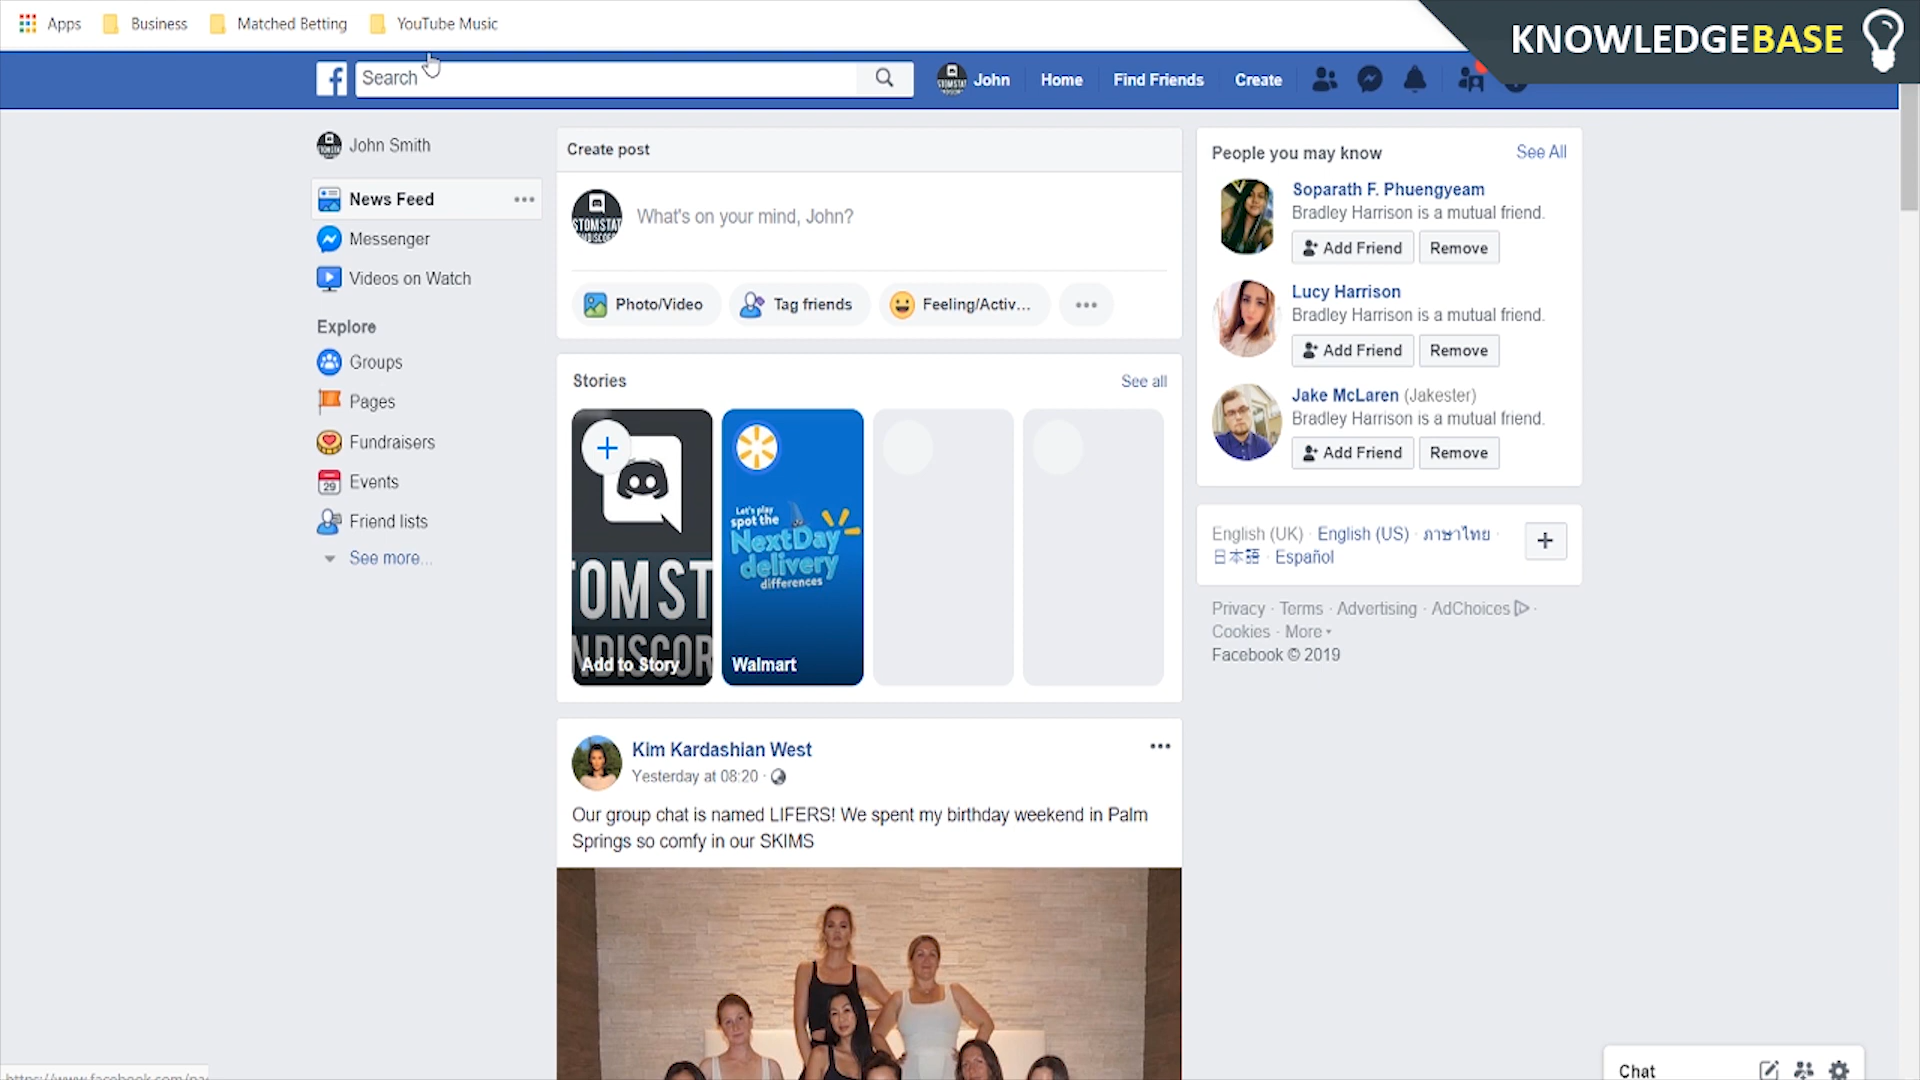 Apps Business Matched Betting YouTube Music
KNOWLEDGEBASE
Search
John Home Find Friends Create
John Smith
News Feed
Messenger
Videos on Watch
Explore
Groups
Pages
Fundraisers
29 Events
Friend lists
See more...
Create post
What's on your mind, John?
Photo/Video Tag friends Feeling/Activ...
Stories See all
Let's play
spot the
NextDay
delivery
differences
OM ST
NDISCOR
Add to Story
Walmart
Kim Kardashian West
Yesterday at 08:20 ·
Our group chat is named LIFERS! We spent my birthday weekend in Palm
Springs so comfy in our SKIMS
People you may know See All
Soparath F. Phuengyeam
Bradley Harrison is a mutual friend.
Add Friend Remove
Lucy Harrison
Bradley Harrison is a mutual friend.
Add Friend Remove
Jake McLaren (Jakester)
Bradley Harrison is a mutual friend.
Add Friend Remove
English (UK) · English (US) · ภาษาไทย ·
日本語 · Español
Privacy · Terms · Advertising · AdChoices ·
Cookies · More
Facebook © 2019
Chat